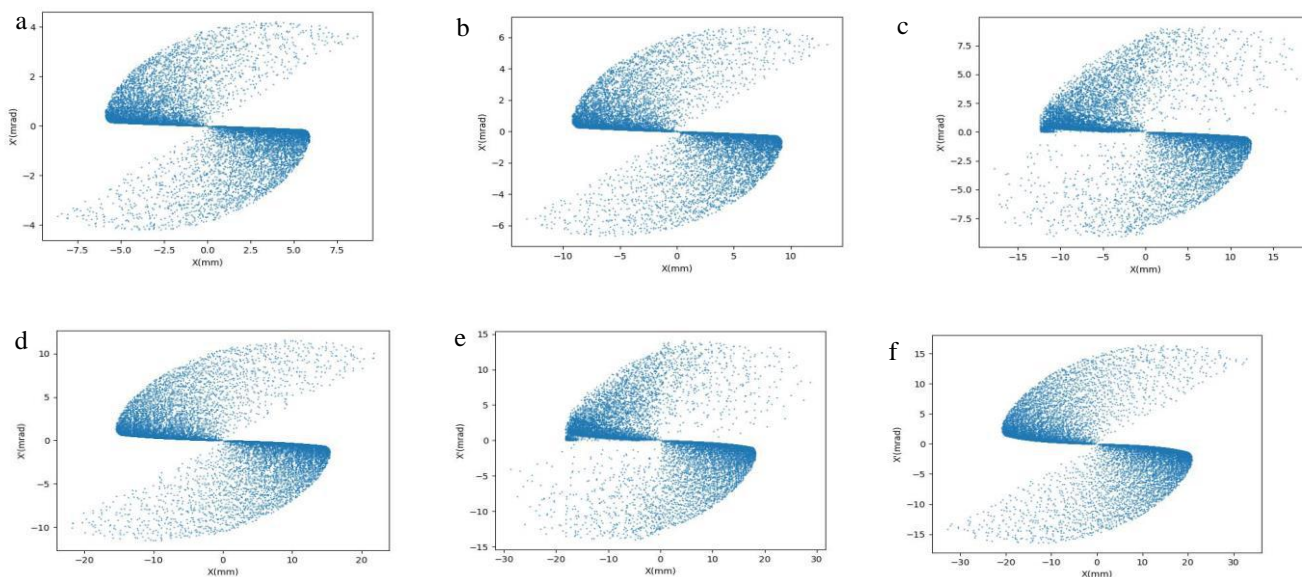 a
4
2
0
−2
−4
X'(mrad)
−7.5 −5.0 −2.5 0.0 2.5 5.0 7.5
X(mm)
b
6
4
2
0
−2
−4
−6
X'(mrad)
−10 −5 0 5 10
X(mm)
c
7.5
5.0
2.5
0.0
−2.5
−5.0
−7.5
X'(mrad)
−15 −10 −5 0 5 10 15
X(mm)
d
10
5
0
−5
−10
X'(mrad)
−20 −10 0 10 20
X(mm)
e
15
10
5
0
−5
−10
−15
X'(mrad)
−30 −20 −10 0 10 20 30
X(mm)
f
15
10
5
0
−5
−10
−15
X'(mrad)
−30 −20 −10 0 10 20 30
X(mm)